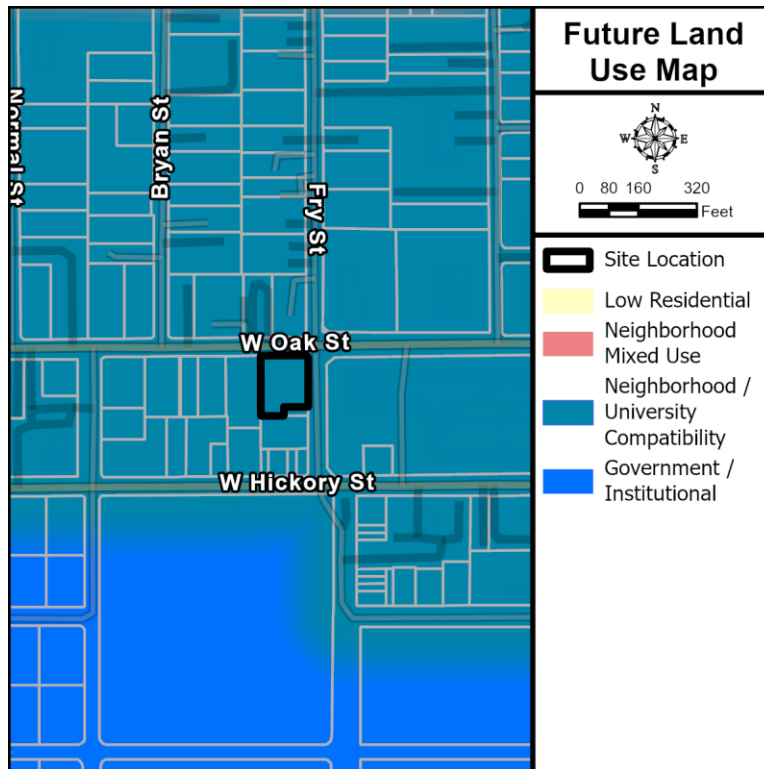 Future Land
Use Map
N
W E
S
0 80 160 320
Feet
Site Location
Low Residential
Neighborhood
Mixed Use
Neighborhood /
University
Compatibility
Government /
Institutional
Normal St
Bryan St
Fry St
W Oak St
W Hickory St